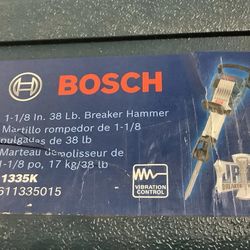 BOSCH
1-1/8 In. 38 Lb. Breaker Hammer
Martillo rompedor de 1-1/8
pulgadas de 38 lb
Marteau demolisseur de
1-1/8 po, 17 kg/38 lb
1335K
611335015
VIBRATION
CONTROL